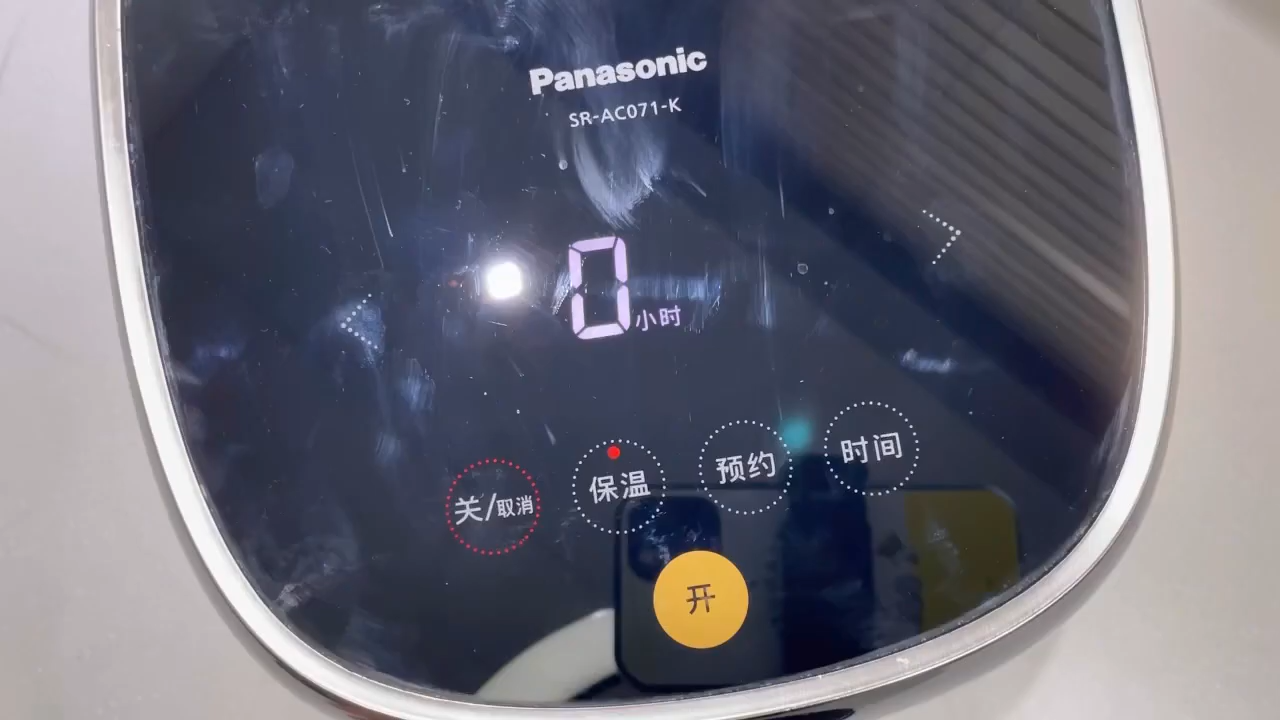 Panasonic
SR-AC071-K
0小时
关/取消
保温
预约
时间
开